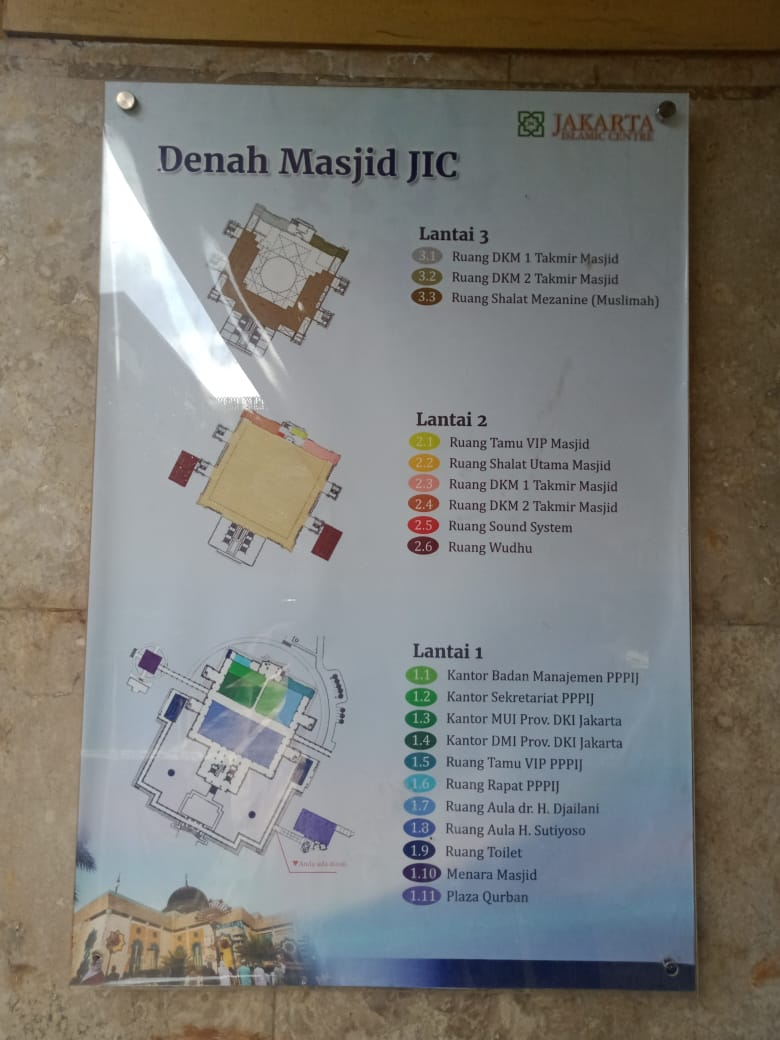 JAKARTA
ISLAMIC CENTRE
Denah Masjid JIC
Lantai 3
3.1 Ruang DKM 1 Takmir Masjid
3.2 Ruang DKM 2 Takmir Masjid
3.3 Ruang Shalat Mezanine (Muslimah)
Lantai 2
2.1 Ruang Tamu VIP Masjid
2.2 Ruang Shalat Utama Masjid
2.3 Ruang DKM 1 Takmir Masjid
2.4 Ruang DKM 2 Takmir Masjid
2.5 Ruang Sound System
2.6 Ruang Wudhu
Lantai 1
1.1 Kantor Badan Manajemen PPPIJ
1.2 Kantor Sekretariat PPPIJ
1.3 Kantor MUI Prov. DKI Jakarta
1.4 Kantor DMI Prov. DKI Jakarta
1.5 Ruang Tamu VIP PPPIJ
1.6 Ruang Rapat PPPIJ
1.7 Ruang Aula dr. H. Djailani
1.8 Ruang Aula H. Sutiyoso
1.9 Ruang Toilet
1.10 Menara Masjid
1.11 Plaza Qurban
Anda ada disini